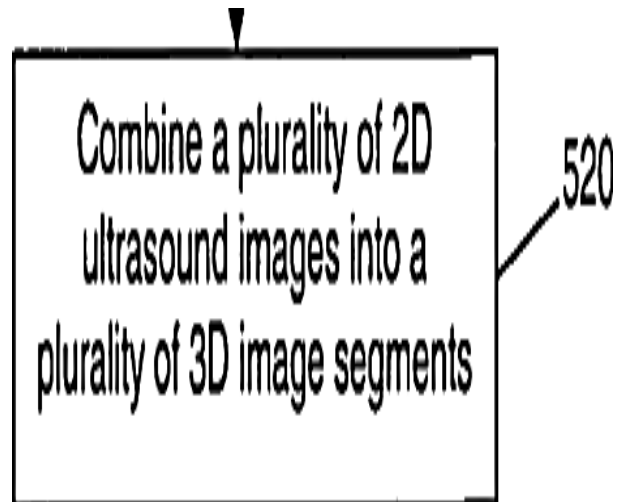 Combine a plurality of 2D
ultrasound images into a
plurality of 3D image segments
520